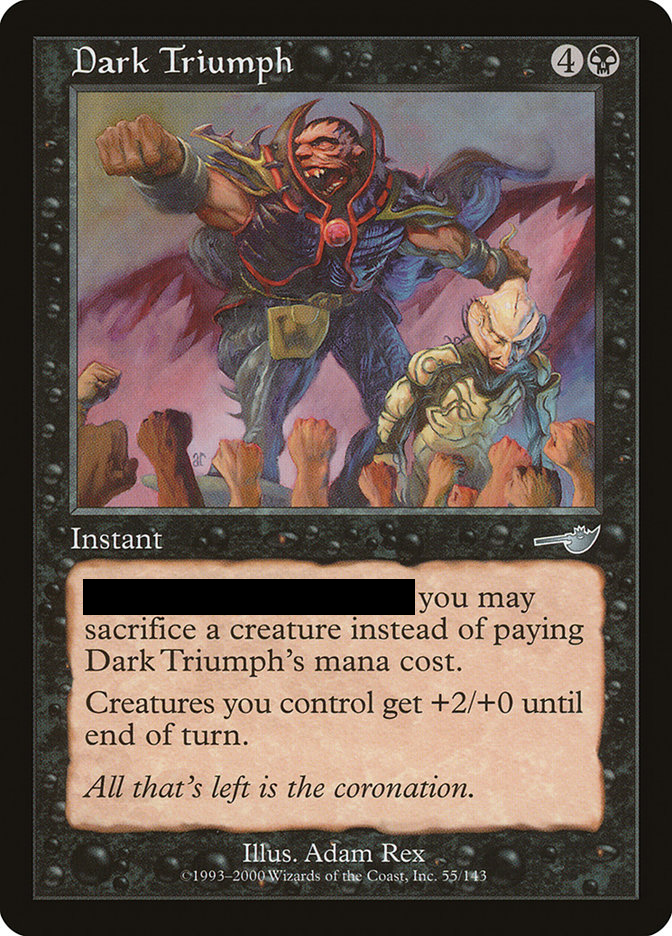 Dark Triumph 4
Instant
you may
sacrifice a creature instead of paying
Dark Triumph's mana cost.
Creatures you control get +2/+0 until
end of turn.
All that's left is the coronation.
Illus. Adam Rex
©1993–2000 Wizards of the Coast, Inc. 55/143